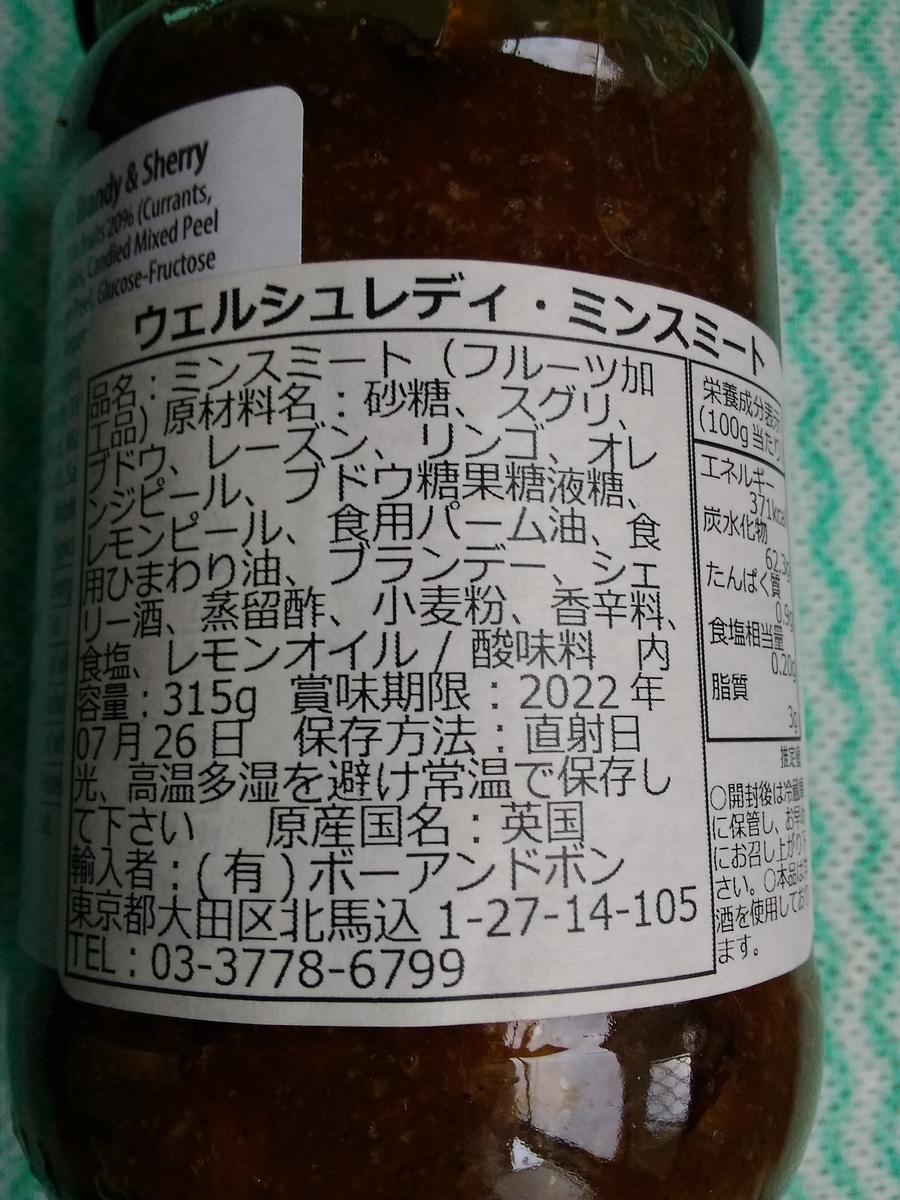 Brandy & Sherry
20% (Currants,
Candied Mixed Peel
Peel, Glucose-Fructose
ウェルシュレディ・ミンスミート
品名：ミンスミート（フルーツ加
工品）原材料名：砂糖、スグリ、
ブドウ、レーズン、リンゴ、オレ
ンジピール、ブドウ糖果糖液糖、
レモンピール、食用パーム油、食
用ひまわり油、ブランデー、シェ
リー酒、蒸留酢、小麦粉、香辛料、
食塩、レモンオイル / 酸味料　内
容量：315g　賞味期限：2022年
07月26日　保存方法：直射日
光、高温多湿を避け常温で保存し
て下さい　原産国名：英国
輸入者：(有)ボーアンドボン
東京都大田区北馬込 1-27-14-105
TEL：03-3778-6799
栄養成分表示
(100g当たり
エネルギー
371kcal
炭水化物
62.3g
たんぱく質
0.9g
食塩相当量
0.20g
脂質
3g
推定値
○開封後は冷蔵庫
に保管し、お早め
にお召し上がり下
さい。○本品は洋
酒を使用しており
ます。